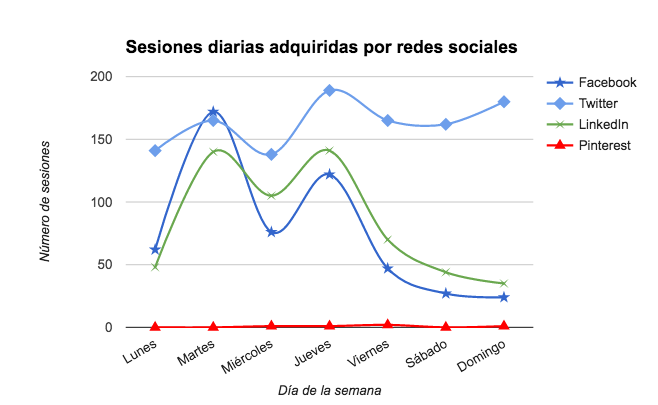 Sesiones diarias adquiridas por redes sociales
Número de sesiones
200
150
100
50
0
Lunes
Martes
Miércoles
Jueves
Viernes
Sábado
Domingo
Día de la semana
Facebook
Twitter
LinkedIn
Pinterest